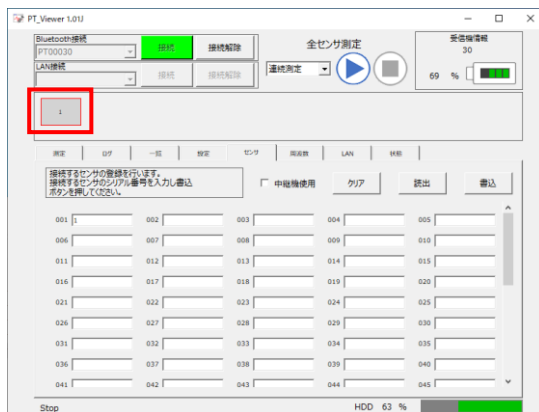 PT_Viewer 1.01J
Bluetooth接続
PT00030
接続
接続解除
LAN接続
接続
接続解除
全センサ測定
連続測定
受信機情報
30
69 %
1
測定 ログ 一括 設定 センサ 周波数 LAN 状態
接続するセンサの登録を行います。
接続するセンサのシリアル番号を入力し書込
ボタンを押してください。
中継機使用
クリア
読出
書込
001 1 002 003 004 005
006 007 008 009 010
011 012 013 014 015
016 017 018 019 020
021 022 023 024 025
026 027 028 029 030
031 032 033 034 035
036 037 038 039 040
041 042 043 044 045
Stop
HDD 63 %